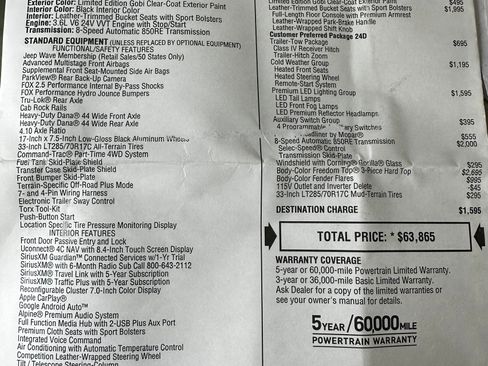 Exterior Color: Limited Edition Gobi Clear-Coat Exterior Paint
Interior Color: Black Interior Color
Interior: Leather-Trimmed Bucket Seats with Sport Bolsters
Engine: 3.6L V6 24V VVT Engine with Stop/Start
Transmission: 8-Speed Automatic 850RE Transmission
STANDARD EQUIPMENT (UNLESS REPLACED BY OPTIONAL EQUIPMENT)
FUNCTIONAL/SAFETY FEATURES
Jeep Wave Membership (Retail Sales/50 States Only)
Advanced Multistage Front Airbags
Supplemental Front Seat-Mounted Side Air Bags
ParkView® Rear Back-Up Camera
FOX 2.5 Performance Internal By-Pass Shocks
FOX Performance Hydro Jounce Bumpers
Tru-Lok® Rear Axle
Cab Rock Rails
Heavy-Duty Dana® 44 Wide Front Axle
Heavy-Duty Dana® 44 Wide Rear Axle
4.10 Axle Ratio
17-Inch x 7.5-Inch Low-Gloss Black Aluminum Wheels
33-Inch LT285/70R17C All-Terrain Tires
Command-Trac® Part-Time 4WD System
Fuel Tank Skid-Plate Shield
Transfer Case Skid-Plate Shield
Front Bumper Skid-Plate
Terrain-Specific Off-Road Plus Mode
7- and 4-Pin Wiring Harness
Electronic Trailer Sway Control
Torx Tool-Kit
Push-Button Start
Location Specific Tire Pressure Monitoring Display
INTERIOR FEATURES
Front Door Passive Entry and Lock
Uconnect® 4C NAV with 8.4-Inch Touch Screen Display
SiriusXM Guardian™ Connected Services w/1-Yr Trial
SiriusXM® with 6-Month Radio Sub Call 800-643-2112
SiriusXM® Travel Link with 5-Year Subscription
SiriusXM® Traffic Plus with 5-Year Subscription
Reconfigurable Cluster 7.0-Inch Color Display
Apple CarPlay®
Google Android Auto™
Alpine® Premium Audio System
Full Function Media Hub with 2-USB Plus Aux Port
Premium Cloth Seats with Sport Bolsters
Integrated Voice Command
Air Conditioning with Automatic Temperature Control
Competition Leather-Wrapped Steering Wheel
Tilt / Telescope Steering-Column
Limited Edition Gobi Clear-Coat Exterior Paint $495
Leather-Trimmed Bucket Seats with Sport Bolsters $1,595
Full-Length Floor Console with Premium Armrest
Leather-Wrapped Park-Brake Handle
Leather-Wrapped Shift Knob
Customer Preferred Package 24D
Trailer-Tow Package $695
Class IV Receiver Hitch
Trailer-Hitch Zoom
Cold Weather Group $1,195
Heated Front Seats
Heated Steering Wheel
Remote-Start System
Premium LED Lighting Group $1,595
LED Tail Lamps
LED Front Fog Lamps
LED Premium Reflector Headlamps
Auxiliary Switch Group $395
4 Programmable Switches
by Mopar® $555
8-Speed Automatic 850RE Transmission $2,000
Selec-Speed® Control
Transmission Skid-Plate
Windshield with Corning® Gorilla® Glass $295
Body-Color Freedom Top® 3-Piece Hard Top $2,695
Body-Color Fender Flares $695
115V Outlet and Inverter Delete -$45
33-Inch LT285/70R17C Mud-Terrain Tires $295
DESTINATION CHARGE $1,595
TOTAL PRICE: * $63,865
WARRANTY COVERAGE
5-year or 60,000-mile Powertrain Limited Warranty.
3-year or 36,000-mile Basic Limited Warranty.
Ask Dealer for a copy of the limited warranties or
see your owner's manual for details.
5YEAR/60,000MILE
POWERTRAIN WARRANTY